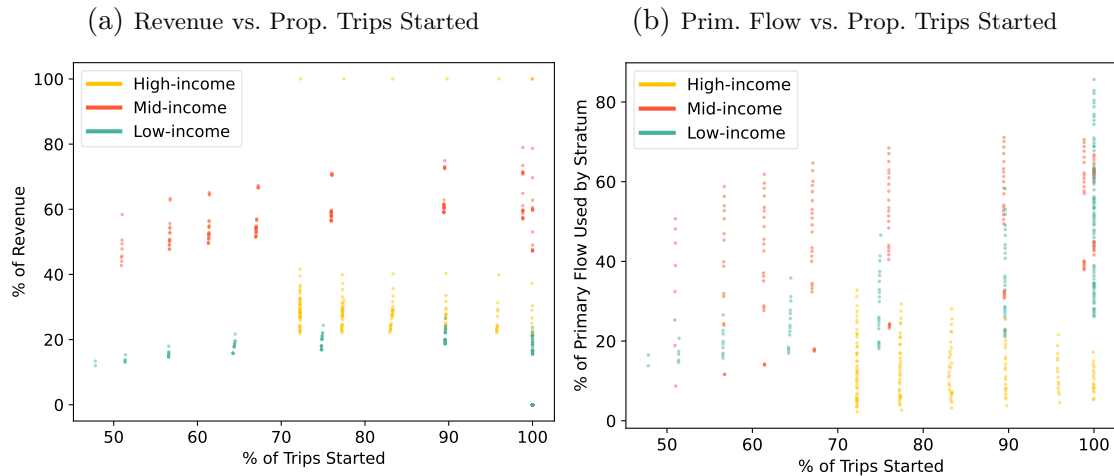 (a) Revenue vs. Prop. Trips Started
% of Revenue
100
80
60
40
20
0
High-income
Mid-income
Low-income
50 60 70 80 90 100
% of Trips Started
(b) Prim. Flow vs. Prop. Trips Started
% of Primary Flow Used by Stratum
80
60
40
20
0
High-income
Mid-income
Low-income
50 60 70 80 90 100
% of Trips Started